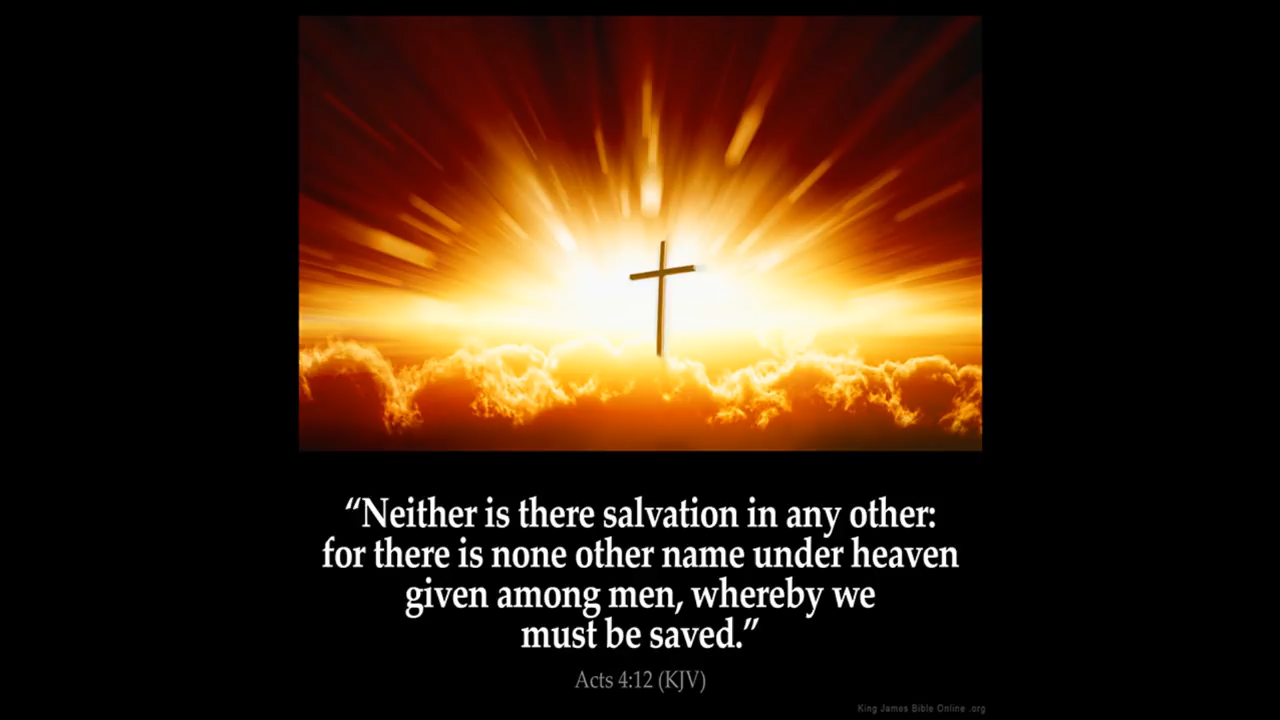 “Neither is there salvation in any other:
for there is none other name under heaven
given among men, whereby we
must be saved.”
Acts 4:12 (KJV)
King James Bible Online .org